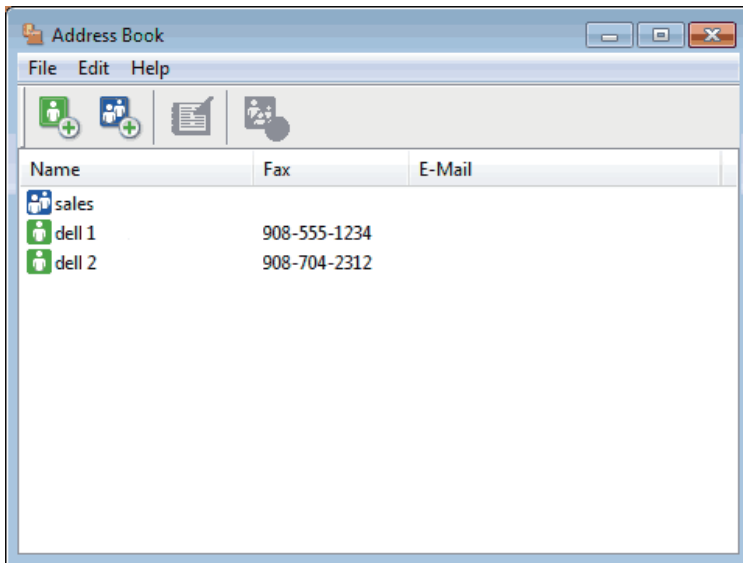 Address Book
File Edit Help
Name Fax E-Mail
sales
dell 1 908-555-1234
dell 2 908-704-2312